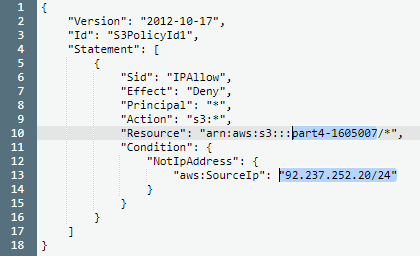 1 {
2 "Version": "2012-10-17",
3 "Id": "S3PolicyId1",
4 "Statement": [
5 {
6 "Sid": "IPAllow",
7 "Effect": "Deny",
8 "Principal": "*",
9 "Action": "s3:*",
10 "Resource": "arn:aws:s3:::part4-1605007/*",
11 "Condition": {
12 "NotIpAddress": {
13 "aws:SourceIp": "92.237.252.20/24"
14 }
15 }
16 }
17 ]
18 }